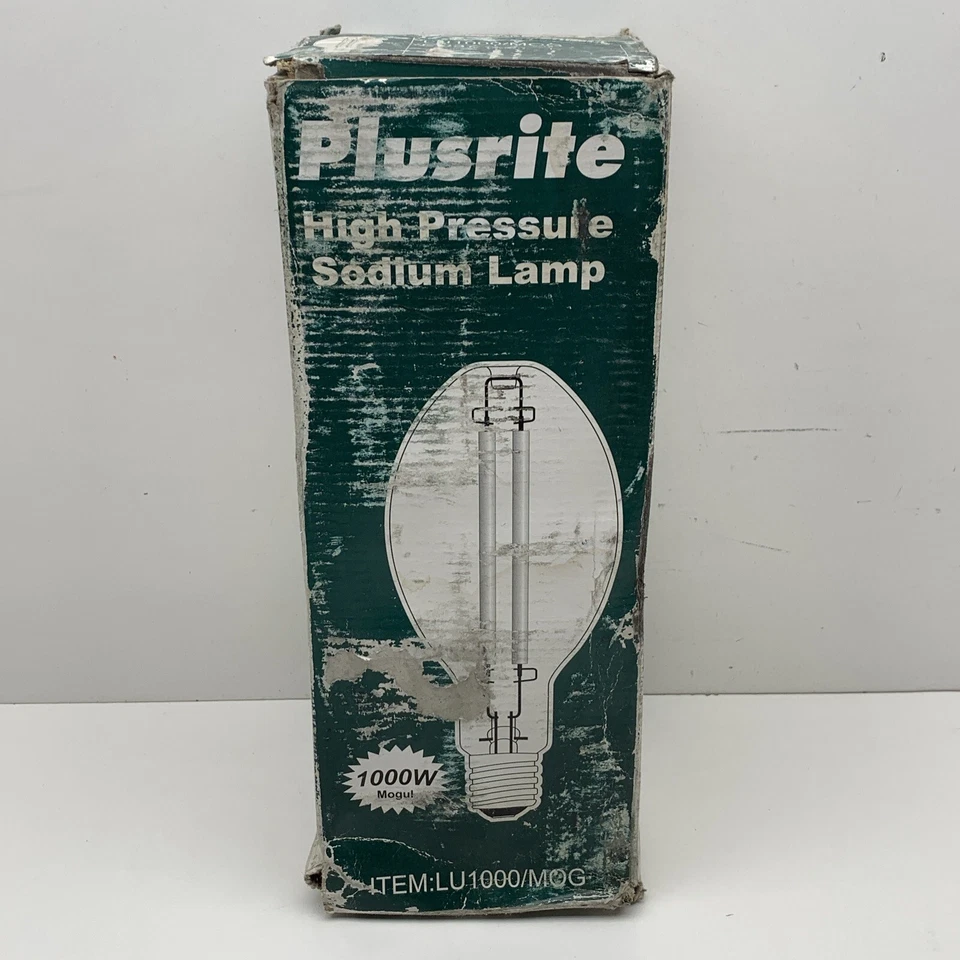 Plusrite
High Pressure
Sodium Lamp
1000W
Mogul
ITEM:LU1000/MOG